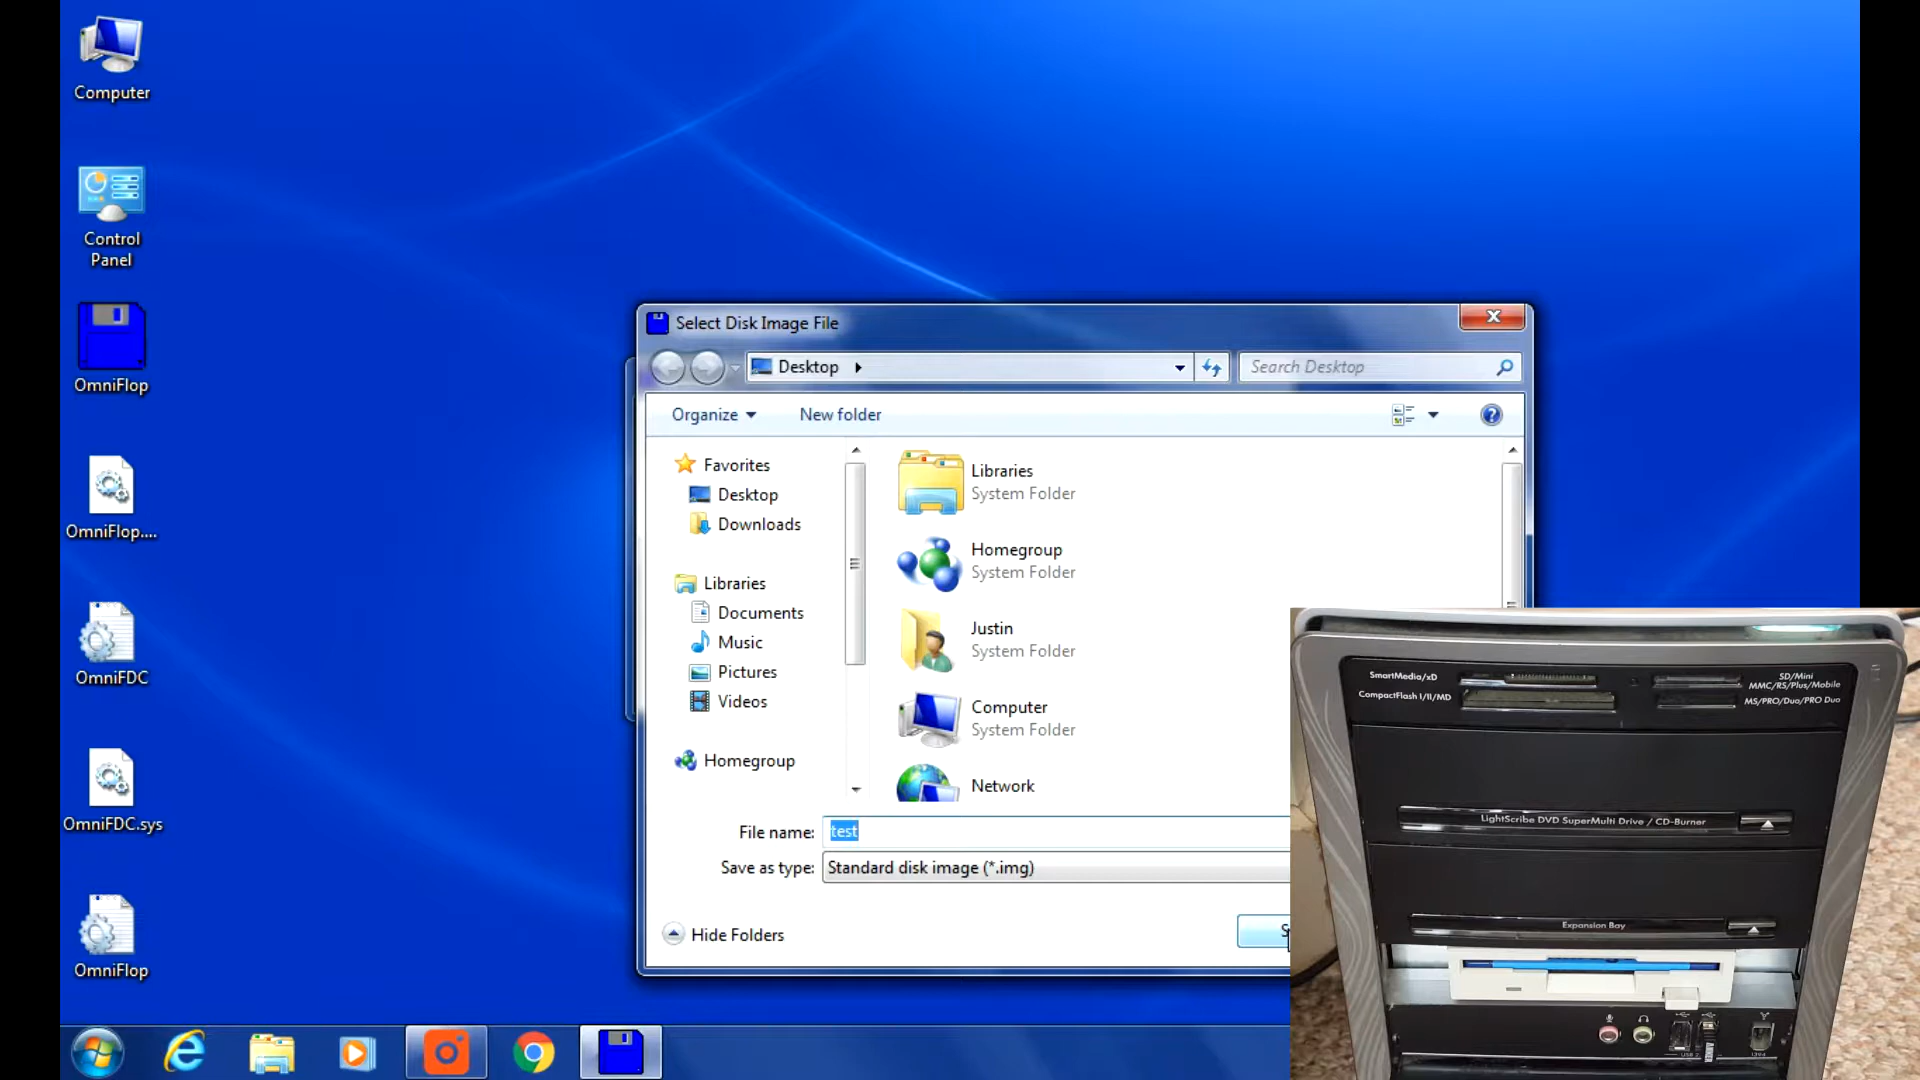 Computer
Control
Panel
OmniFlop
OmniFlop....
OmniFDC
OmniFDC.sys
OmniFlop
Select Disk Image File
Desktop
Search Desktop
Organize
New folder
Favorites
Desktop
Downloads
Libraries
Documents
Music
Pictures
Videos
Homegroup
Libraries
System Folder
Homegroup
System Folder
Justin
System Folder
Computer
System Folder
Network
File name: test
Save as type: Standard disk image (*.img)
Hide Folders
SmartMedia/xD
CompactFlash I/II/MD
SD/Mini
MMC/RS/Plus/Mobile
MS/PRO/Duo/PRO Duo
LightScribe DVD SuperMulti Drive / CD-Burner
Expansion Bay
USB 2
1394